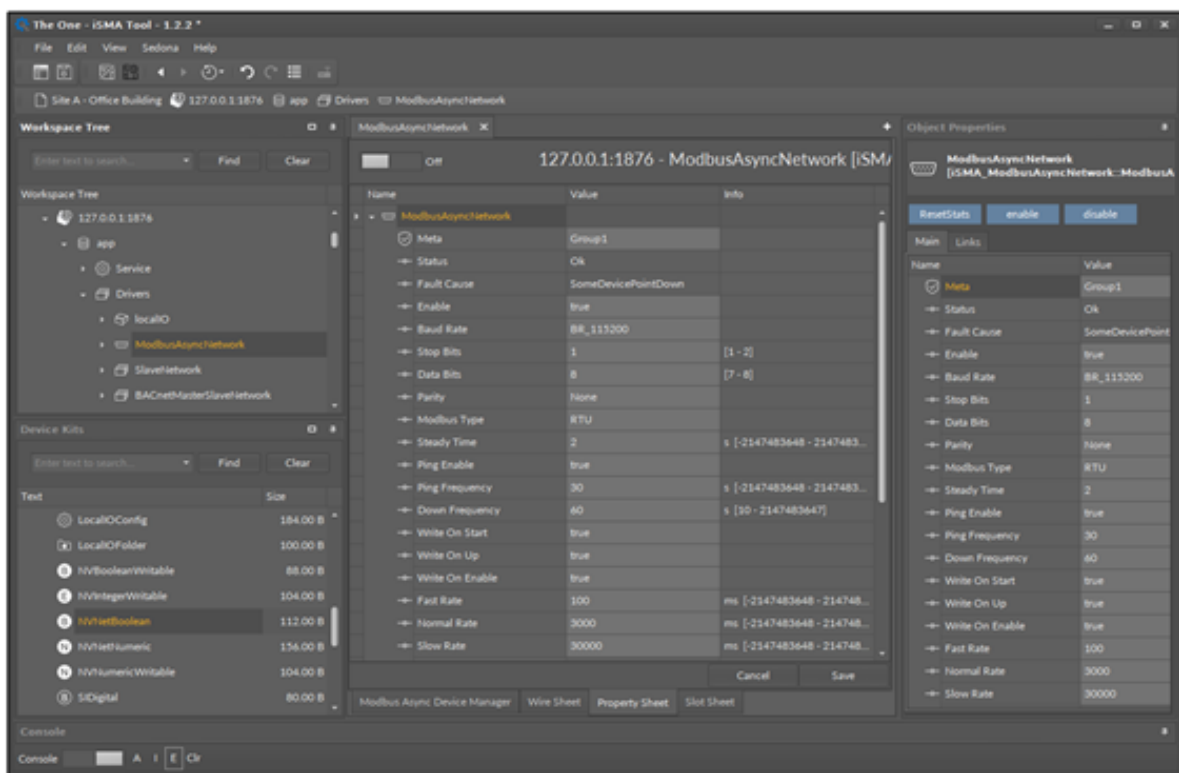 The One - iSMA Tool - 1.2.2 *
File Edit View Sedona Help
Site A - Office Building 127.0.0.1:1876 app Drivers ModbusAsyncNetwork
Workspace Tree
Enter text to search... Find Clear
Workspace Tree
127.0.0.1:1876
app
Service
Drivers
localIO
ModbusAsyncNetwork
SlaveNetwork
BACnetMasterSlaveNetwork
Device Kits
Enter text to search... Find Clear
Text Size
LocalIOConfig 184.00 B
LocalIOFolder 100.00 B
NVBooleanWritable 88.00 B
NVIntegerWritable 104.00 B
NVNetBoolean 112.00 B
NVNetNumeric 156.00 B
NVNumericWritable 104.00 B
SIDigital 80.00 B
ModbusAsyncNetwork
Off 127.0.0.1:1876 - ModbusAsyncNetwork [iSMA
Name Value Info
ModbusAsyncNetwork
Meta Group1
Status Ok
Fault Cause SomeDevicePointDown
Enable true
Baud Rate BR_115200
Stop Bits 1 [1 - 2]
Data Bits 8 [7 - 8]
Parity None
Modbus Type RTU
Steady Time 2 s [-2147483648 - 2147483...
Ping Enable true
Ping Frequency 30 s [-2147483648 - 2147483...
Down Frequency 60 s [10 - 2147483647]
Write On Start true
Write On Up true
Write On Enable true
Fast Rate 100 ms [-2147483648 - 214748...
Normal Rate 3000 ms [-2147483648 - 214748...
Slow Rate 30000 ms [-2147483648 - 214748...
Cancel Save
Modbus Async Device Manager Wire Sheet Property Sheet Slot Sheet
Object Properties
ModbusAsyncNetwork
[iSMA_ModbusAsyncNetwork::ModbusA
ResetStats enable disable
Main Links
Name Value
Meta Group1
Status Ok
Fault Cause SomeDevicePoint
Enable true
Baud Rate BR_115200
Stop Bits 1
Data Bits 8
Parity None
Modbus Type RTU
Steady Time 2
Ping Enable true
Ping Frequency 30
Down Frequency 60
Write On Start true
Write On Up true
Write On Enable true
Fast Rate 100
Normal Rate 3000
Slow Rate 30000
Console
Console A I E Clr